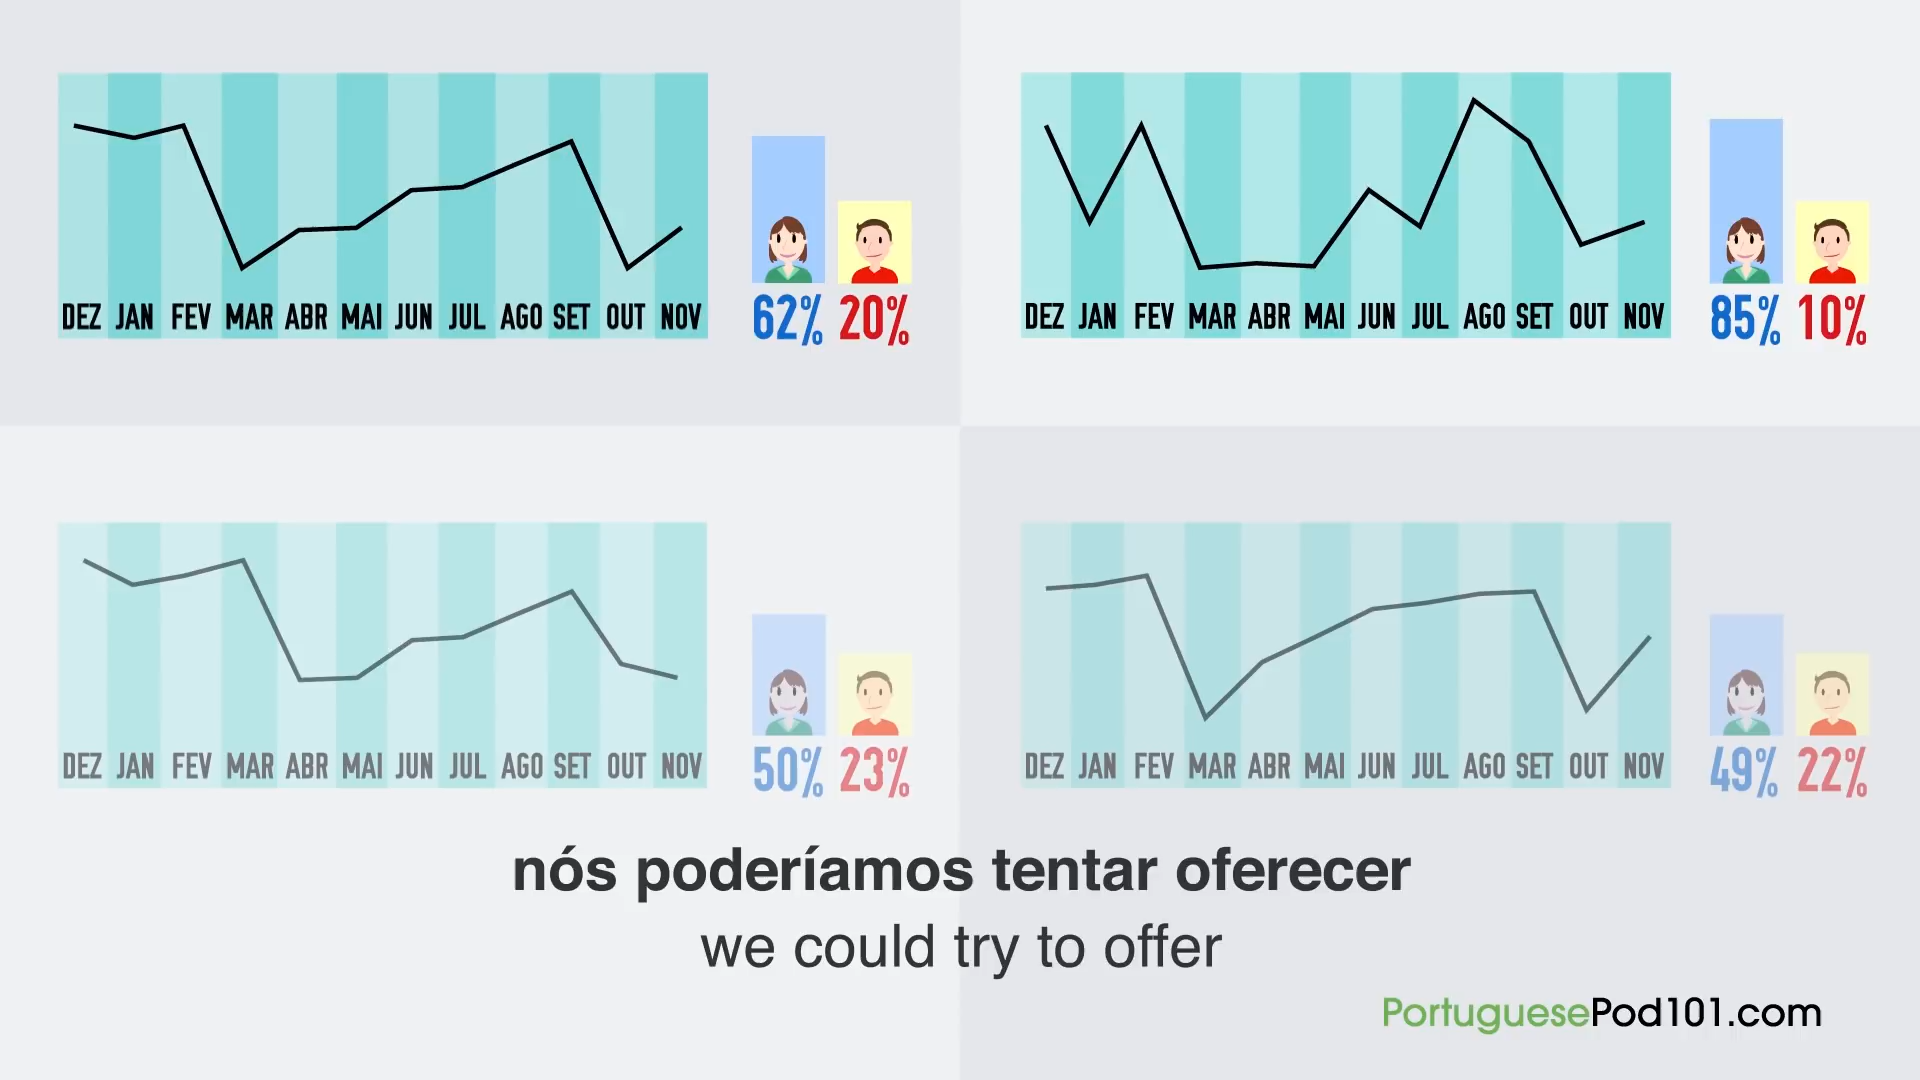 DEZ JAN FEV MAR ABR MAI JUN JUL AGO SET OUT NOV
62% 20%
DEZ JAN FEV MAR ABR MAI JUN JUL AGO SET OUT NOV
85% 10%
DEZ JAN FEV MAR ABR MAI JUN JUL AGO SET OUT NOV
50% 23%
DEZ JAN FEV MAR ABR MAI JUN JUL AGO SET OUT NOV
49% 22%
nós poderíamos tentar oferecer
we could try to offer
PortuguesePod101.com